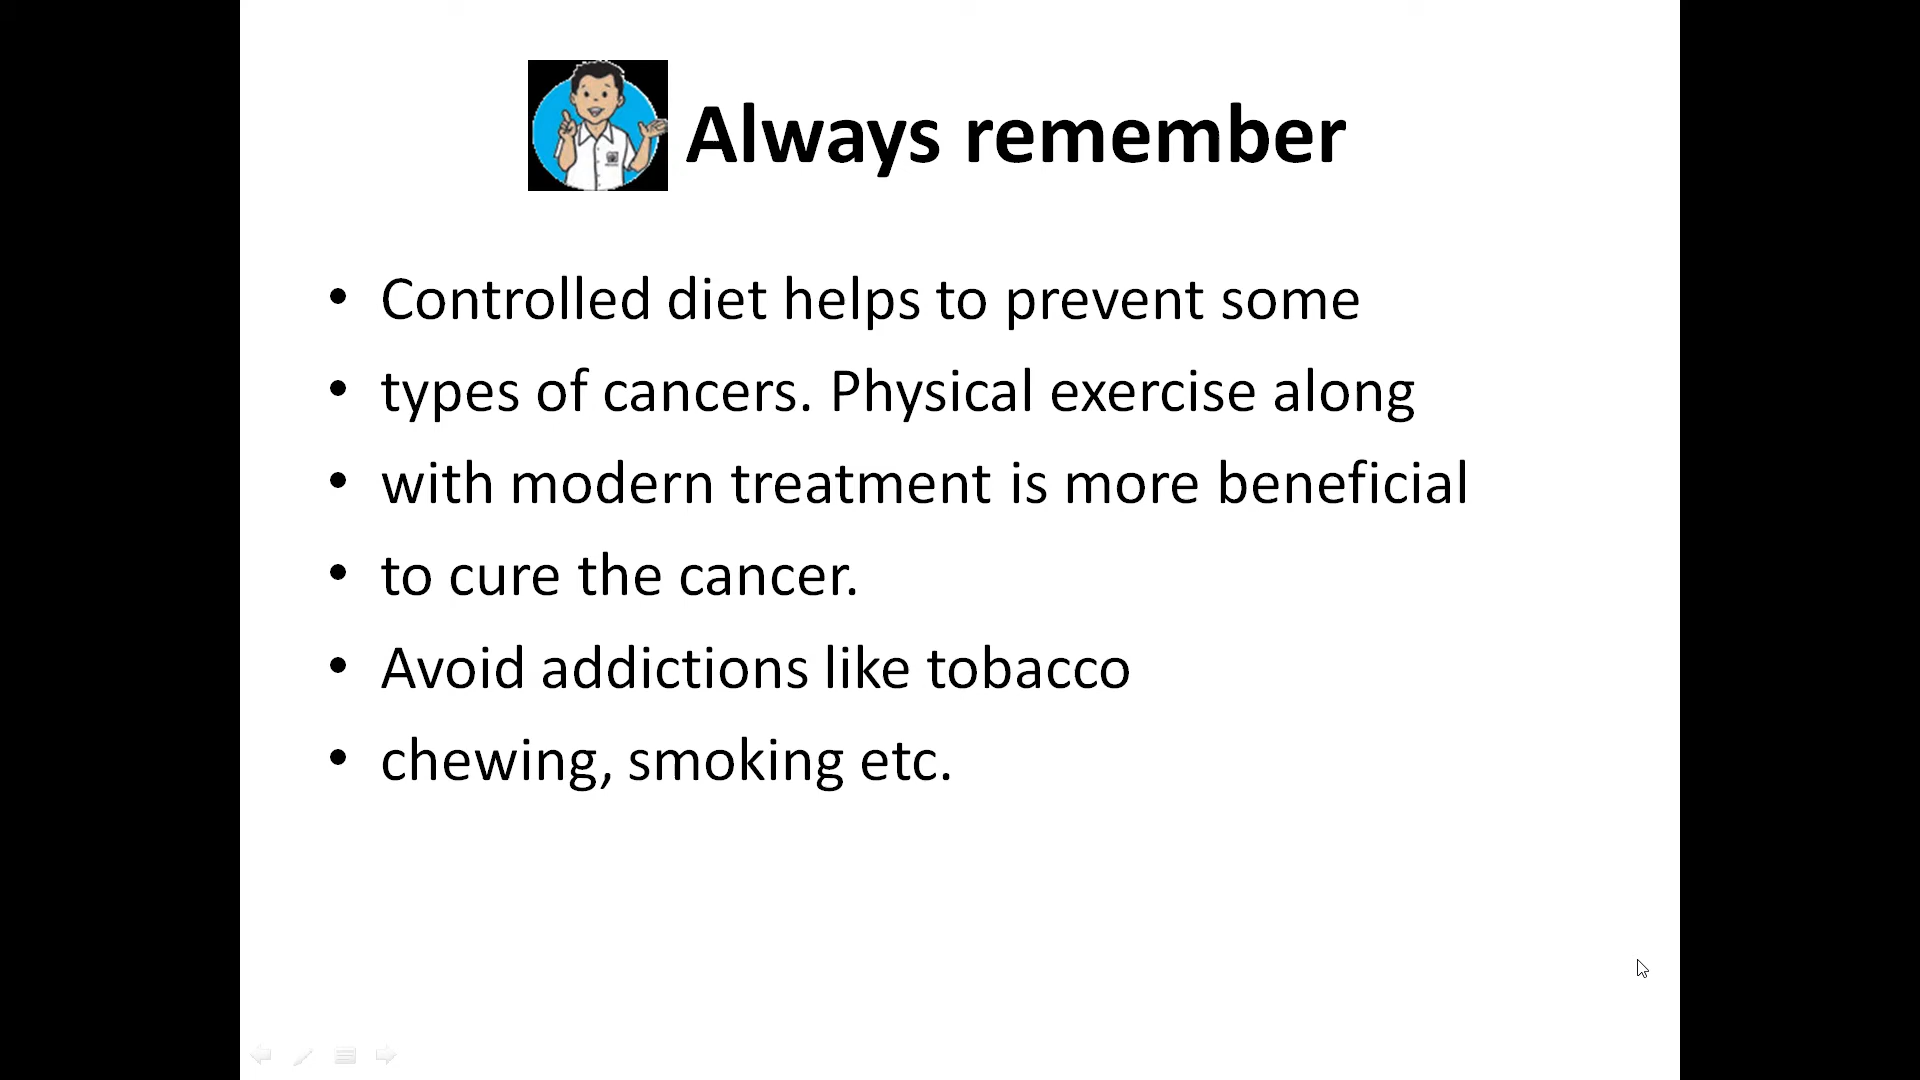 Always remember
• Controlled diet helps to prevent some
• types of cancers. Physical exercise along
• with modern treatment is more beneficial
• to cure the cancer.
• Avoid addictions like tobacco
• chewing, smoking etc.